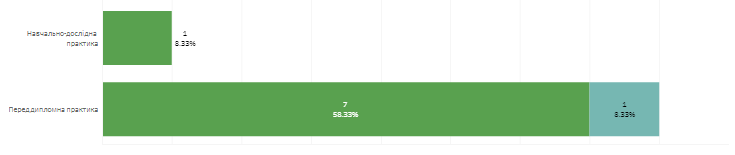 Навчально-дослідна
практика
1
8.33%
Переддипломна практика
7
58.33%
1
8.33%